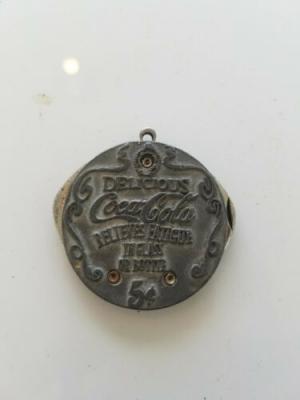 DELICIOUS
Coca-Cola
RELIEVES FATIGUE
IN GLASS
OR BOTTLE
5¢